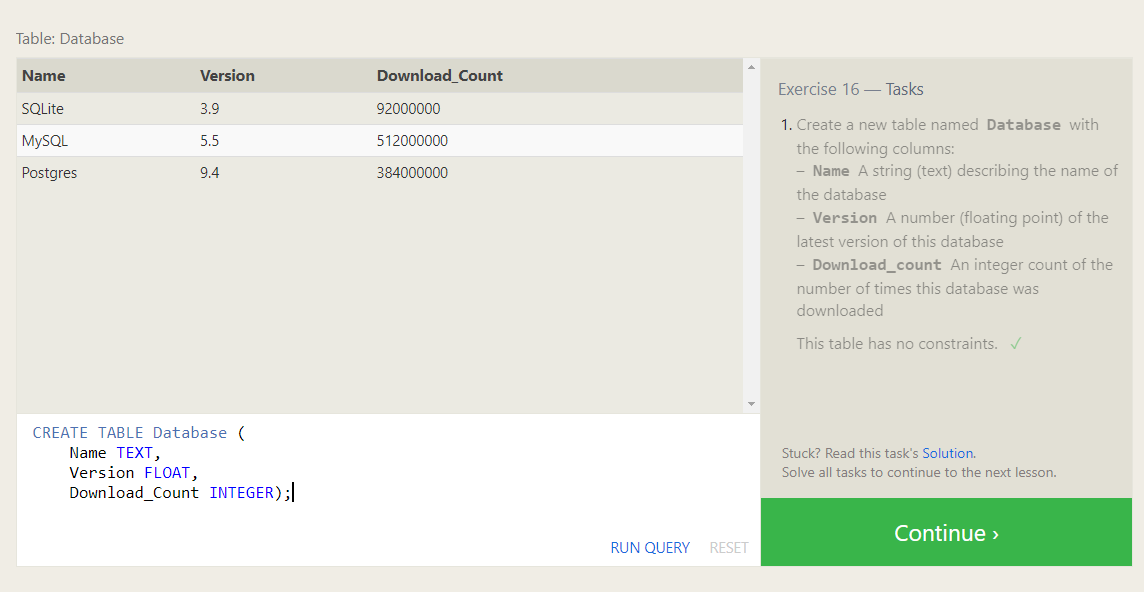 Table: Database
Name Version Download_Count
SQLite 3.9 92000000
MySQL 5.5 512000000
Postgres 9.4 384000000
CREATE TABLE Database (
Name TEXT,
Version FLOAT,
Download_Count INTEGER);
RUN QUERY RESET
Exercise 16 — Tasks
1. Create a new table named Database with
the following columns:
– Name A string (text) describing the name of
the database
– Version A number (floating point) of the
latest version of this database
– Download_count An integer count of the
number of times this database was
downloaded
This table has no constraints. ✓
Stuck? Read this task's Solution.
Solve all tasks to continue to the next lesson.
Continue ›